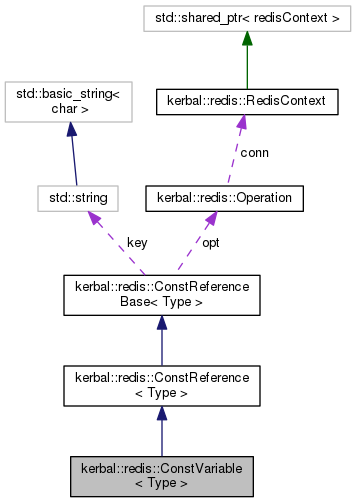 std::shared_ptr< redisContext >
std::basic_string<
char >
kerbal::redis::RedisContext
conn
std::string
kerbal::redis::Operation
key
opt
kerbal::redis::ConstReference
Base< Type >
kerbal::redis::ConstReference
< Type >
kerbal::redis::ConstVariable
< Type >